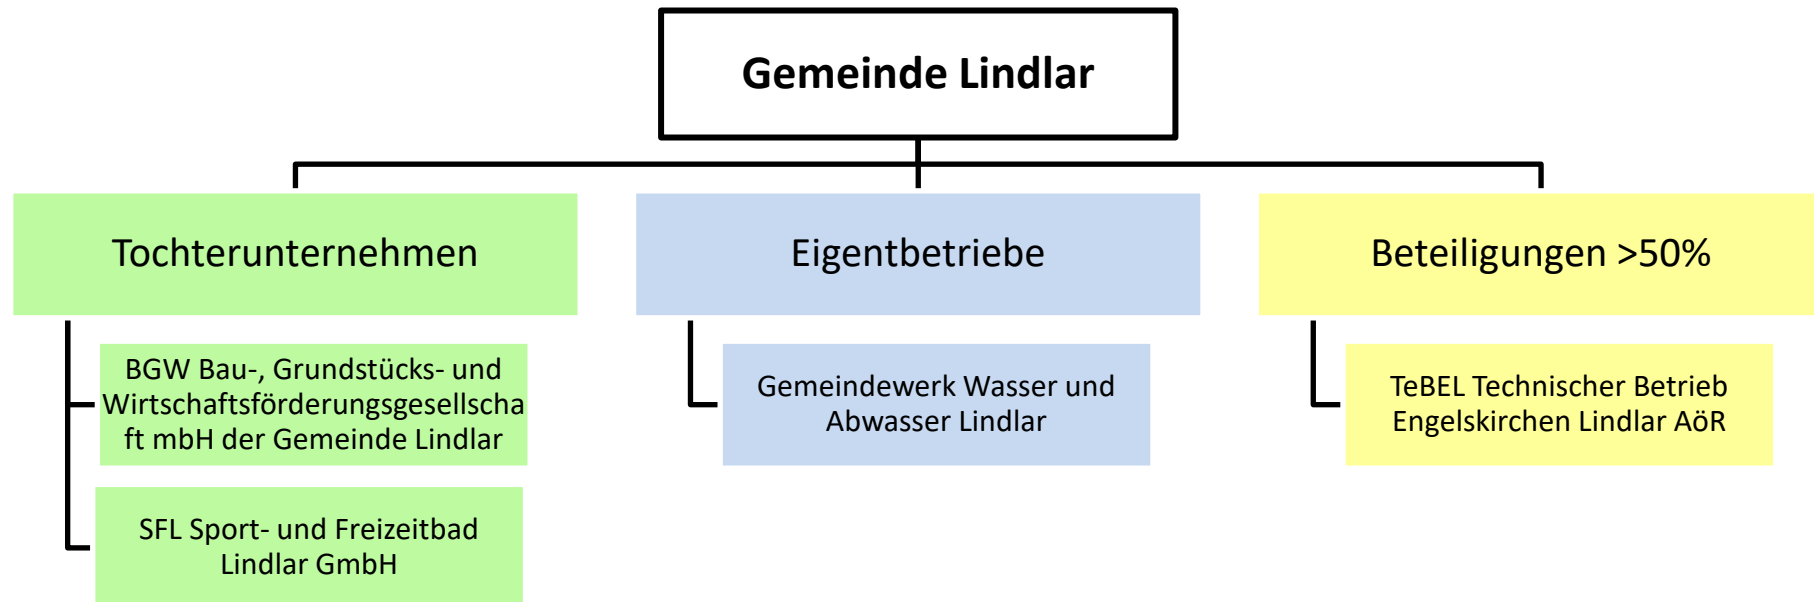 Gemeinde Lindlar
Tochterunternehmen
BGW Bau-, Grundstücks- und
Wirtschaftsförderungsgesellscha
ft mbH der Gemeinde Lindlar
SFL Sport- und Freizeitbad
Lindlar GmbH
Eigentbetriebe
Gemeindewerk Wasser und
Abwasser Lindlar
Beteiligungen >50%
TeBEL Technischer Betrieb
Engelskirchen Lindlar AöR